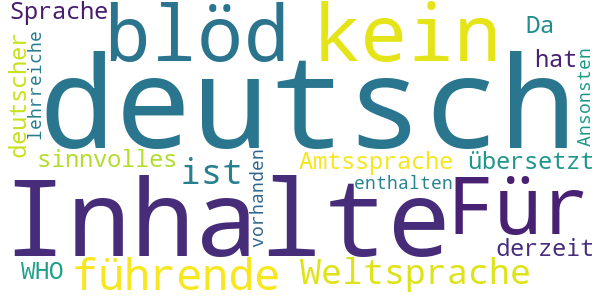 Sprache blöd kein Da
deutscher lehrreiche deutsch hat Ansonsten
sinnvolles ist vorhanden Amtssprache übersetzt
Inhalte enthalten Für
derzeit
WHO führende Weltsprache